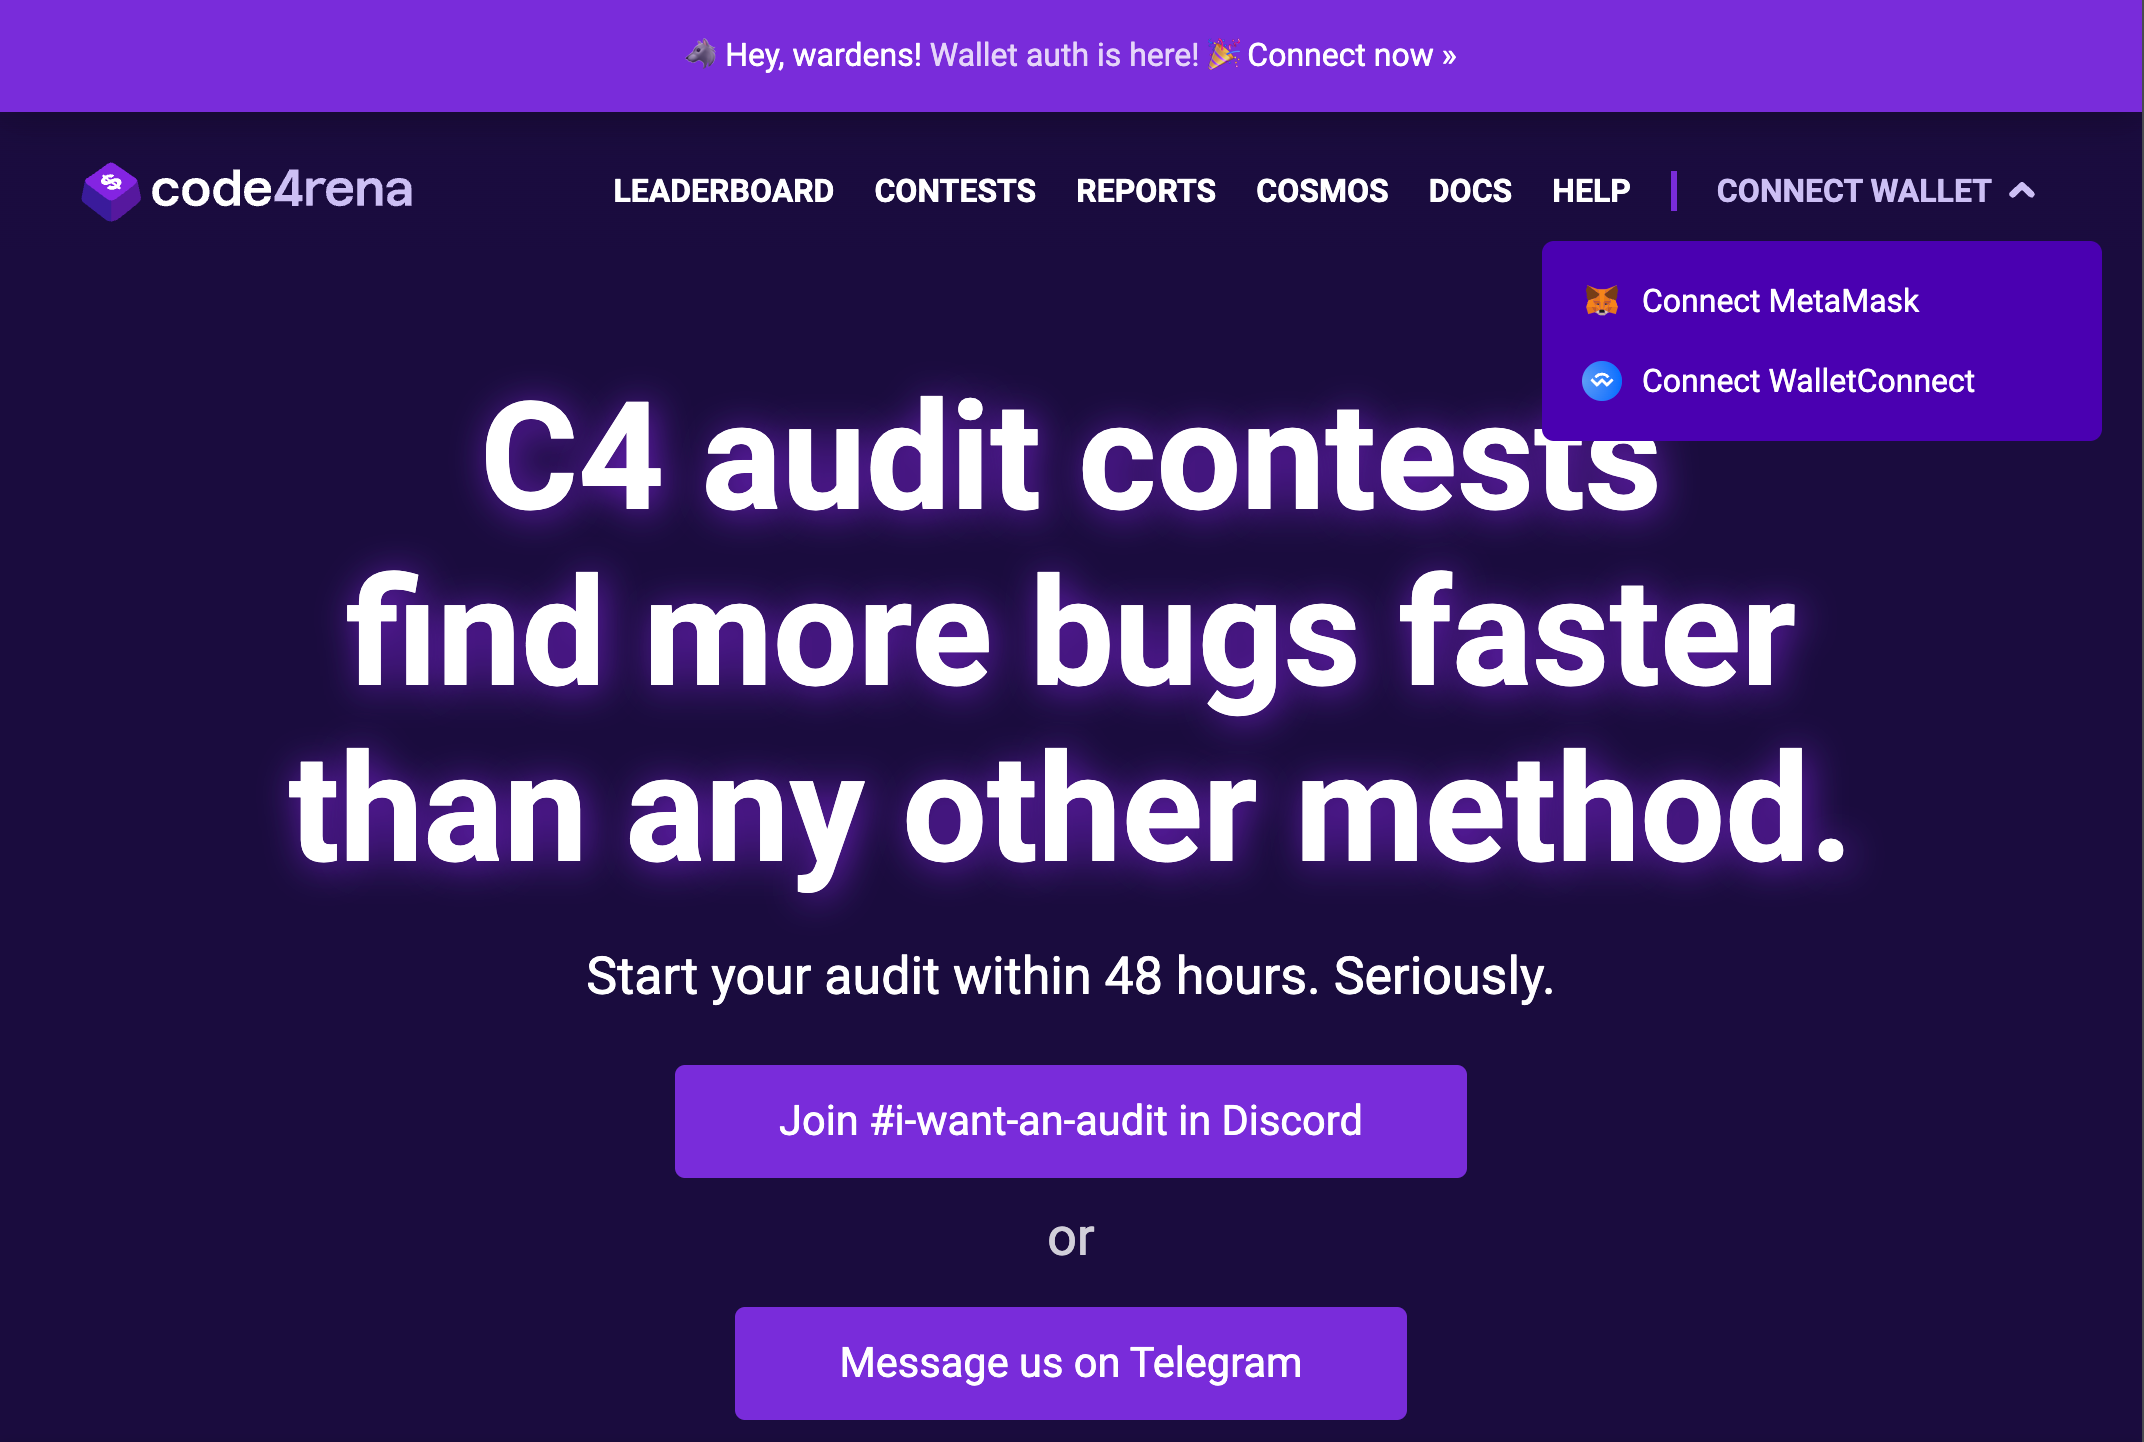 Hey, wardens! Wallet auth is here! Connect now »
code4rena
LEADERBOARD CONTESTS REPORTS COSMOS DOCS HELP CONNECT WALLET
Connect MetaMask
Connect WalletConnect
C4 audit contests
find more bugs faster
than any other method.
Start your audit within 48 hours. Seriously.
Join #i-want-an-audit in Discord
or
Message us on Telegram